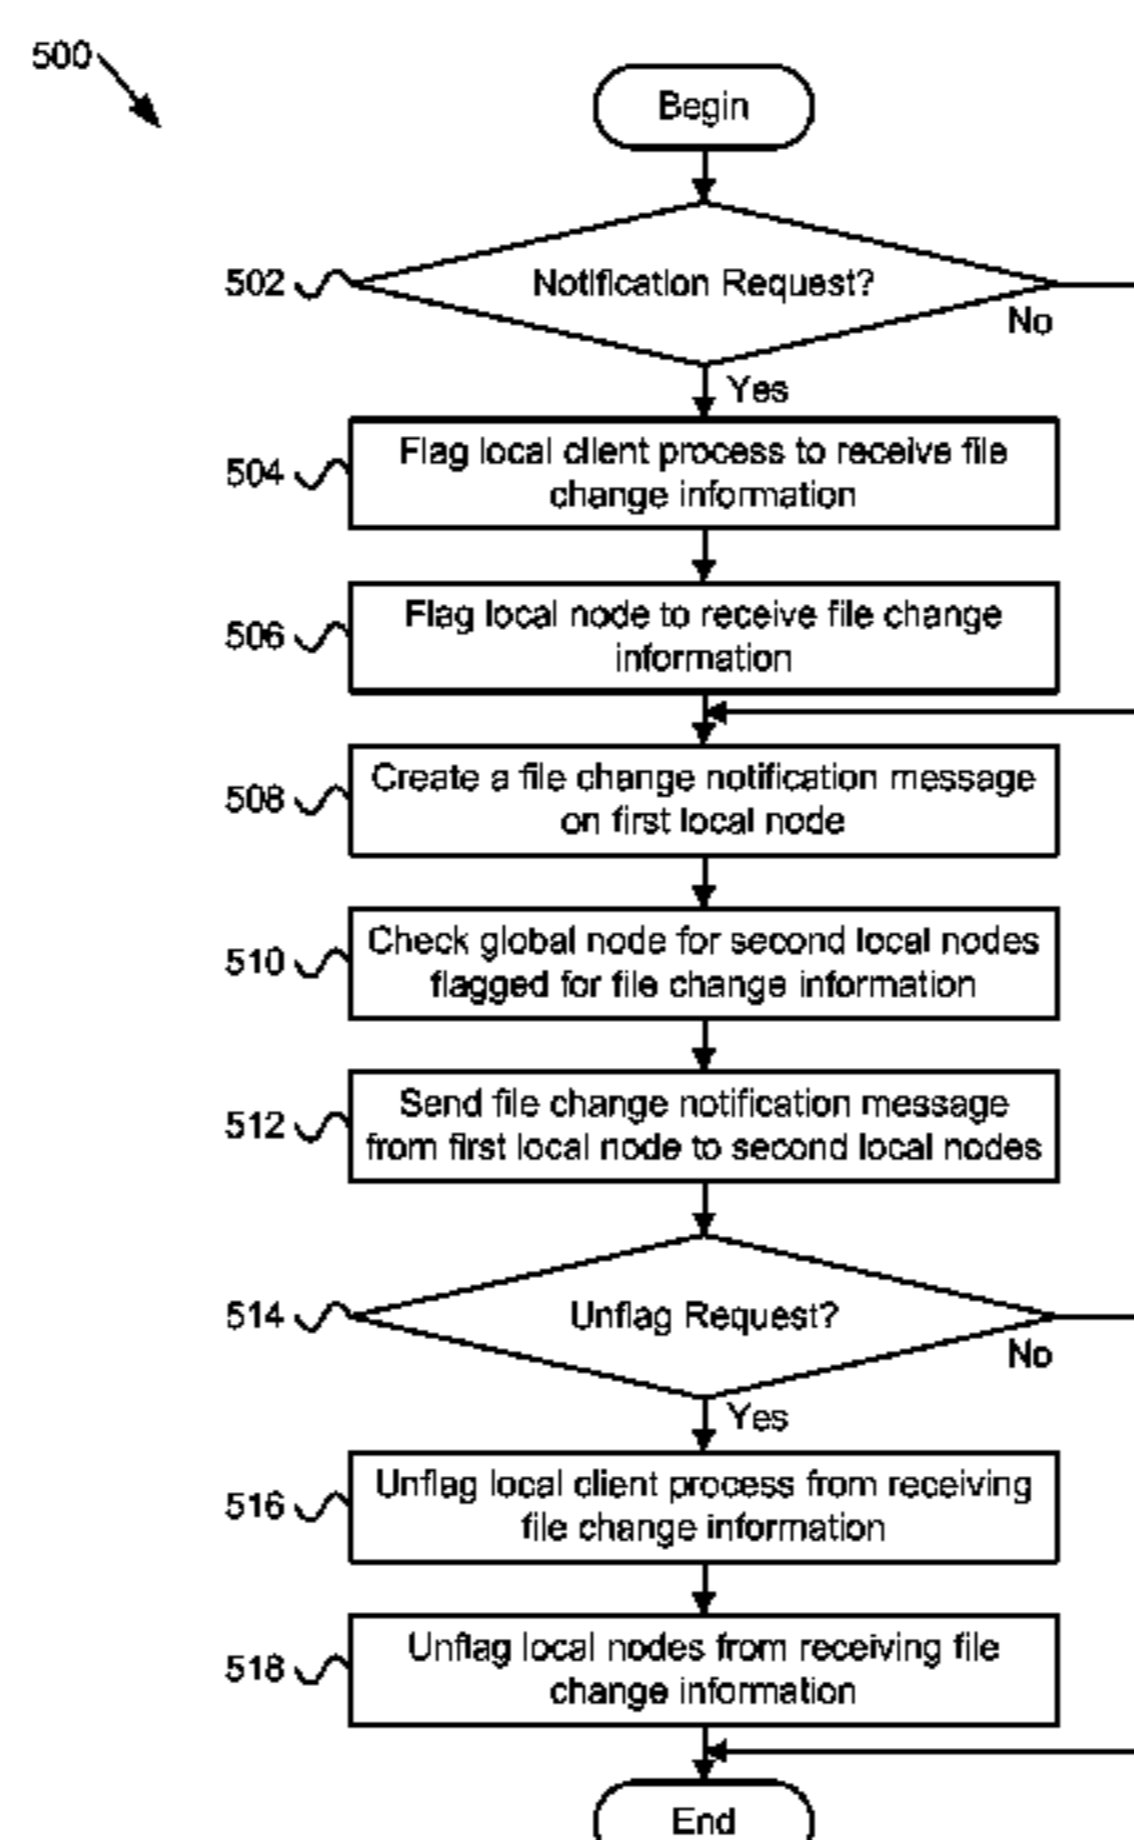 500
Begin
502
Notification Request?
No
Yes
504
Flag local client process to receive file
change information
506
Flag local node to receive file change
information
508
Create a file change notification message
on first local node
510
Check global node for second local nodes
flagged for file change information
512
Send file change notification message
from first local node to second local nodes
514
Unflag Request?
No
Yes
516
Unflag local client process from receiving
file change information
518
Unflag local nodes from receiving file
change information
End